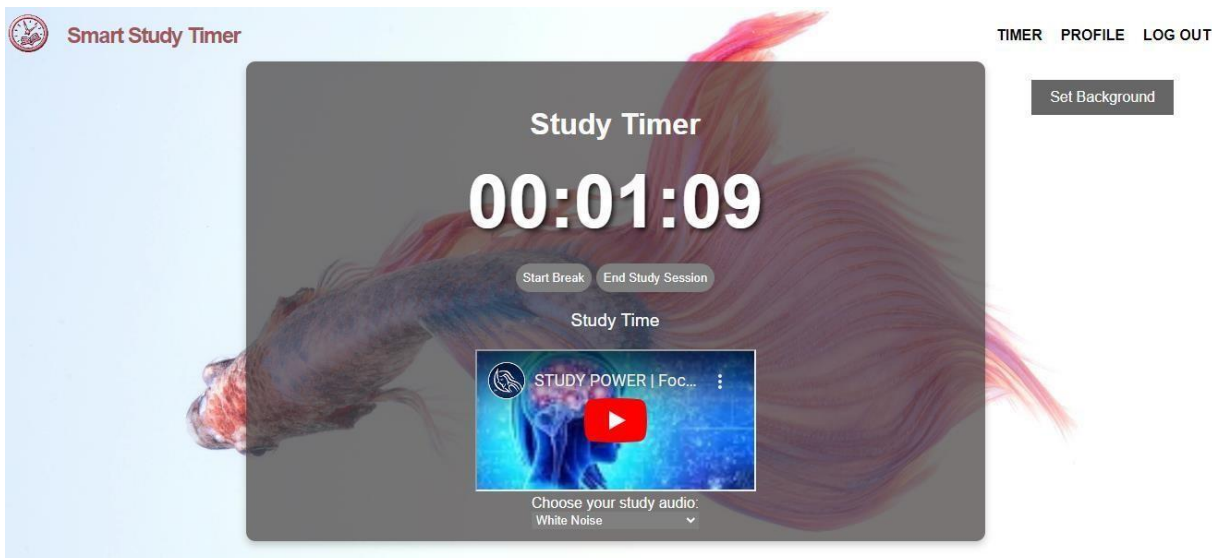 Smart Study Timer
TIMER PROFILE LOG OUT
Set Background
Study Timer
00:01:09
Start Break End Study Session
Study Time
STUDY POWER | Foc...
Choose your study audio:
White Noise